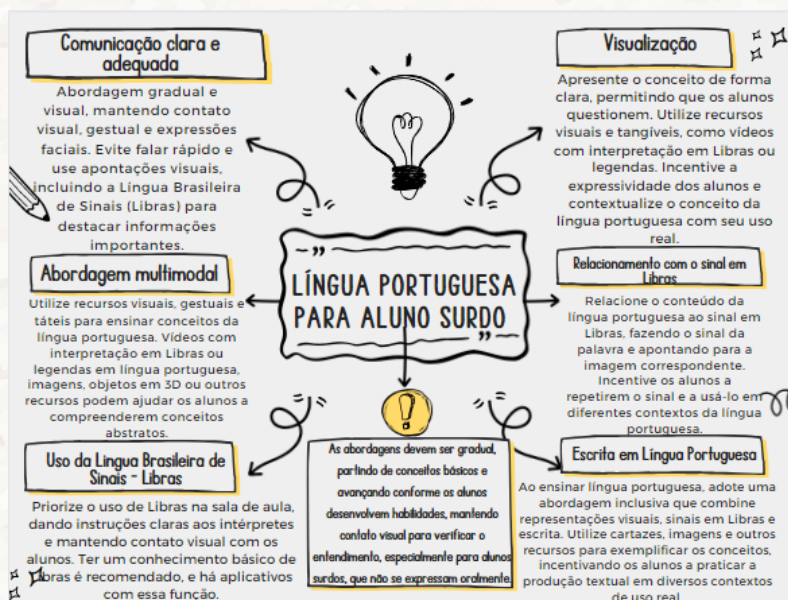 Comunicação clara e
adequada
Abordagem gradual e
visual, mantendo contato
visual, gestual e expressões
faciais. Evite falar rápido e
use apontações visuais,
incluindo a Língua Brasileira
de Sinais (Libras) para
destacar informações
importantes.
Visualização
Apresente o conceito de forma
clara, permitindo que os alunos
questionem. Utilize recursos
visuais e tangíveis, como vídeos
com interpretação em Libras ou
legendas. Incentive a
expressividade dos alunos e
contextualize o conceito da
língua portuguesa com seu uso
real.
LÍNGUA PORTUGUESA
PARA ALUNO SURDO
Abordagem multimodal
Utilize recursos visuais, gestuais e
táteis para ensinar conceitos da
língua portuguesa. Vídeos com
interpretação em Libras ou
legendas em língua portuguesa,
imagens, objetos em 3D ou outros
recursos podem ajudar os alunos a
compreenderem conceitos
abstratos.
Relacionamento com o sinal em
Libras
Relacione o conteúdo da
língua portuguesa ao sinal em
Libras, fazendo o sinal da
palavra e apontando para a
imagem correspondente.
Incentive os alunos a
repetirem o sinal e a usá-lo em
diferentes contextos da língua
portuguesa.
Uso da Lingua Brasileira de
Sinais - Libras
Priorize o uso de Libras na sala de aula,
dando instruções claras aos intérpretes
e mantendo contato visual com os
alunos. Ter um conhecimento básico de
Libras é recomendado, e há aplicativos
com essa função.
As abordagens devem ser gradual,
partindo de conceitos básicos e
avançando conforme os alunos
desenvolvem habilidades, mantendo
contato visual para verificar o
entendimento, especialmente para alunos
surdos, que não se expressam oralmente.
Escrita em Língua Portuguesa
Ao ensinar língua portuguesa, adote uma
abordagem inclusiva que combine
representações visuais, sinais em Libras e
escrita. Utilize cartazes, imagens e outros
recursos para exemplificar os conceitos,
incentivando os alunos a praticar a
produção textual em diversos contextos
de uso real.